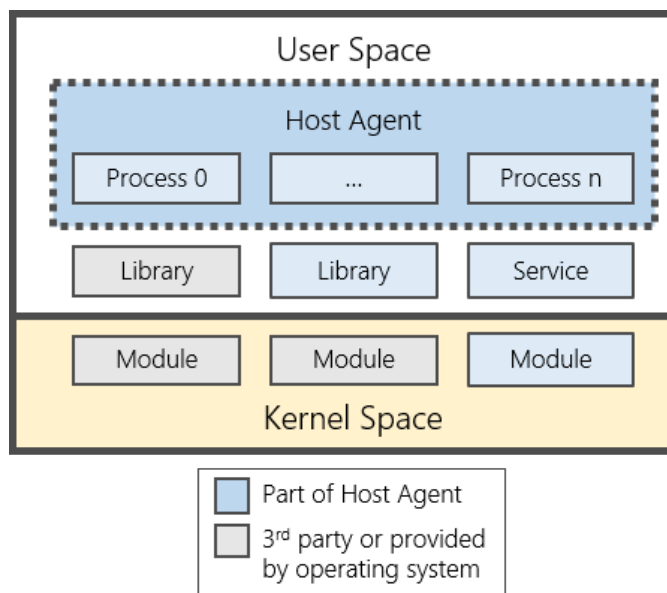 User Space
Host Agent
Process 0
...
Process n
Library
Library
Service
Module
Module
Module
Kernel Space
Part of Host Agent
3rd party or provided
by operating system